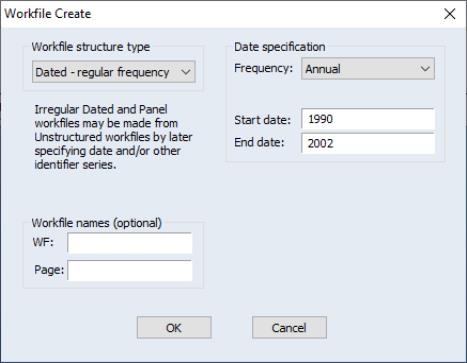 Workfile Create
Workfile structure type
Dated - regular frequency
Irregular Dated and Panel
workfiles may be made from
Unstructured workfiles by later
specifying date and/or other
identifier series.
Date specification
Frequency: Annual
Start date: 1990
End date: 2002
Workfile names (optional)
WF:
Page:
OK Cancel